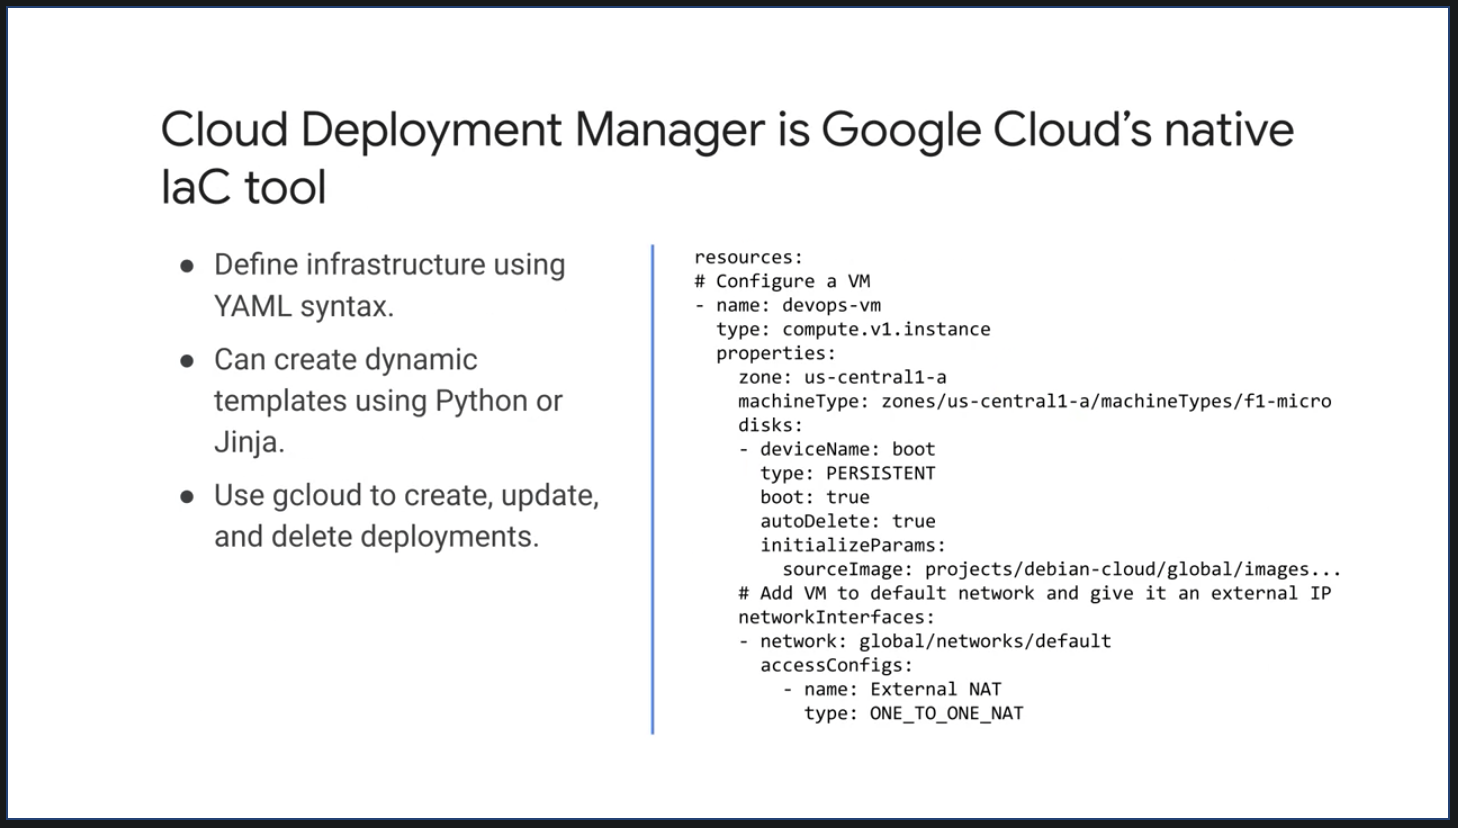 Cloud Deployment Manager is Google Cloud’s native
IaC tool
● Define infrastructure using
YAML syntax.
● Can create dynamic
templates using Python or
Jinja.
● Use gcloud to create, update,
and delete deployments.
resources:
# Configure a VM
- name: devops-vm
  type: compute.v1.instance
  properties:
    zone: us-central1-a
    machineType: zones/us-central1-a/machineTypes/f1-micro
    disks:
    - deviceName: boot
      type: PERSISTENT
      boot: true
      autoDelete: true
      initializeParams:
        sourceImage: projects/debian-cloud/global/images...
    # Add VM to default network and give it an external IP
    networkInterfaces:
    - network: global/networks/default
      accessConfigs:
        - name: External NAT
          type: ONE_TO_ONE_NAT